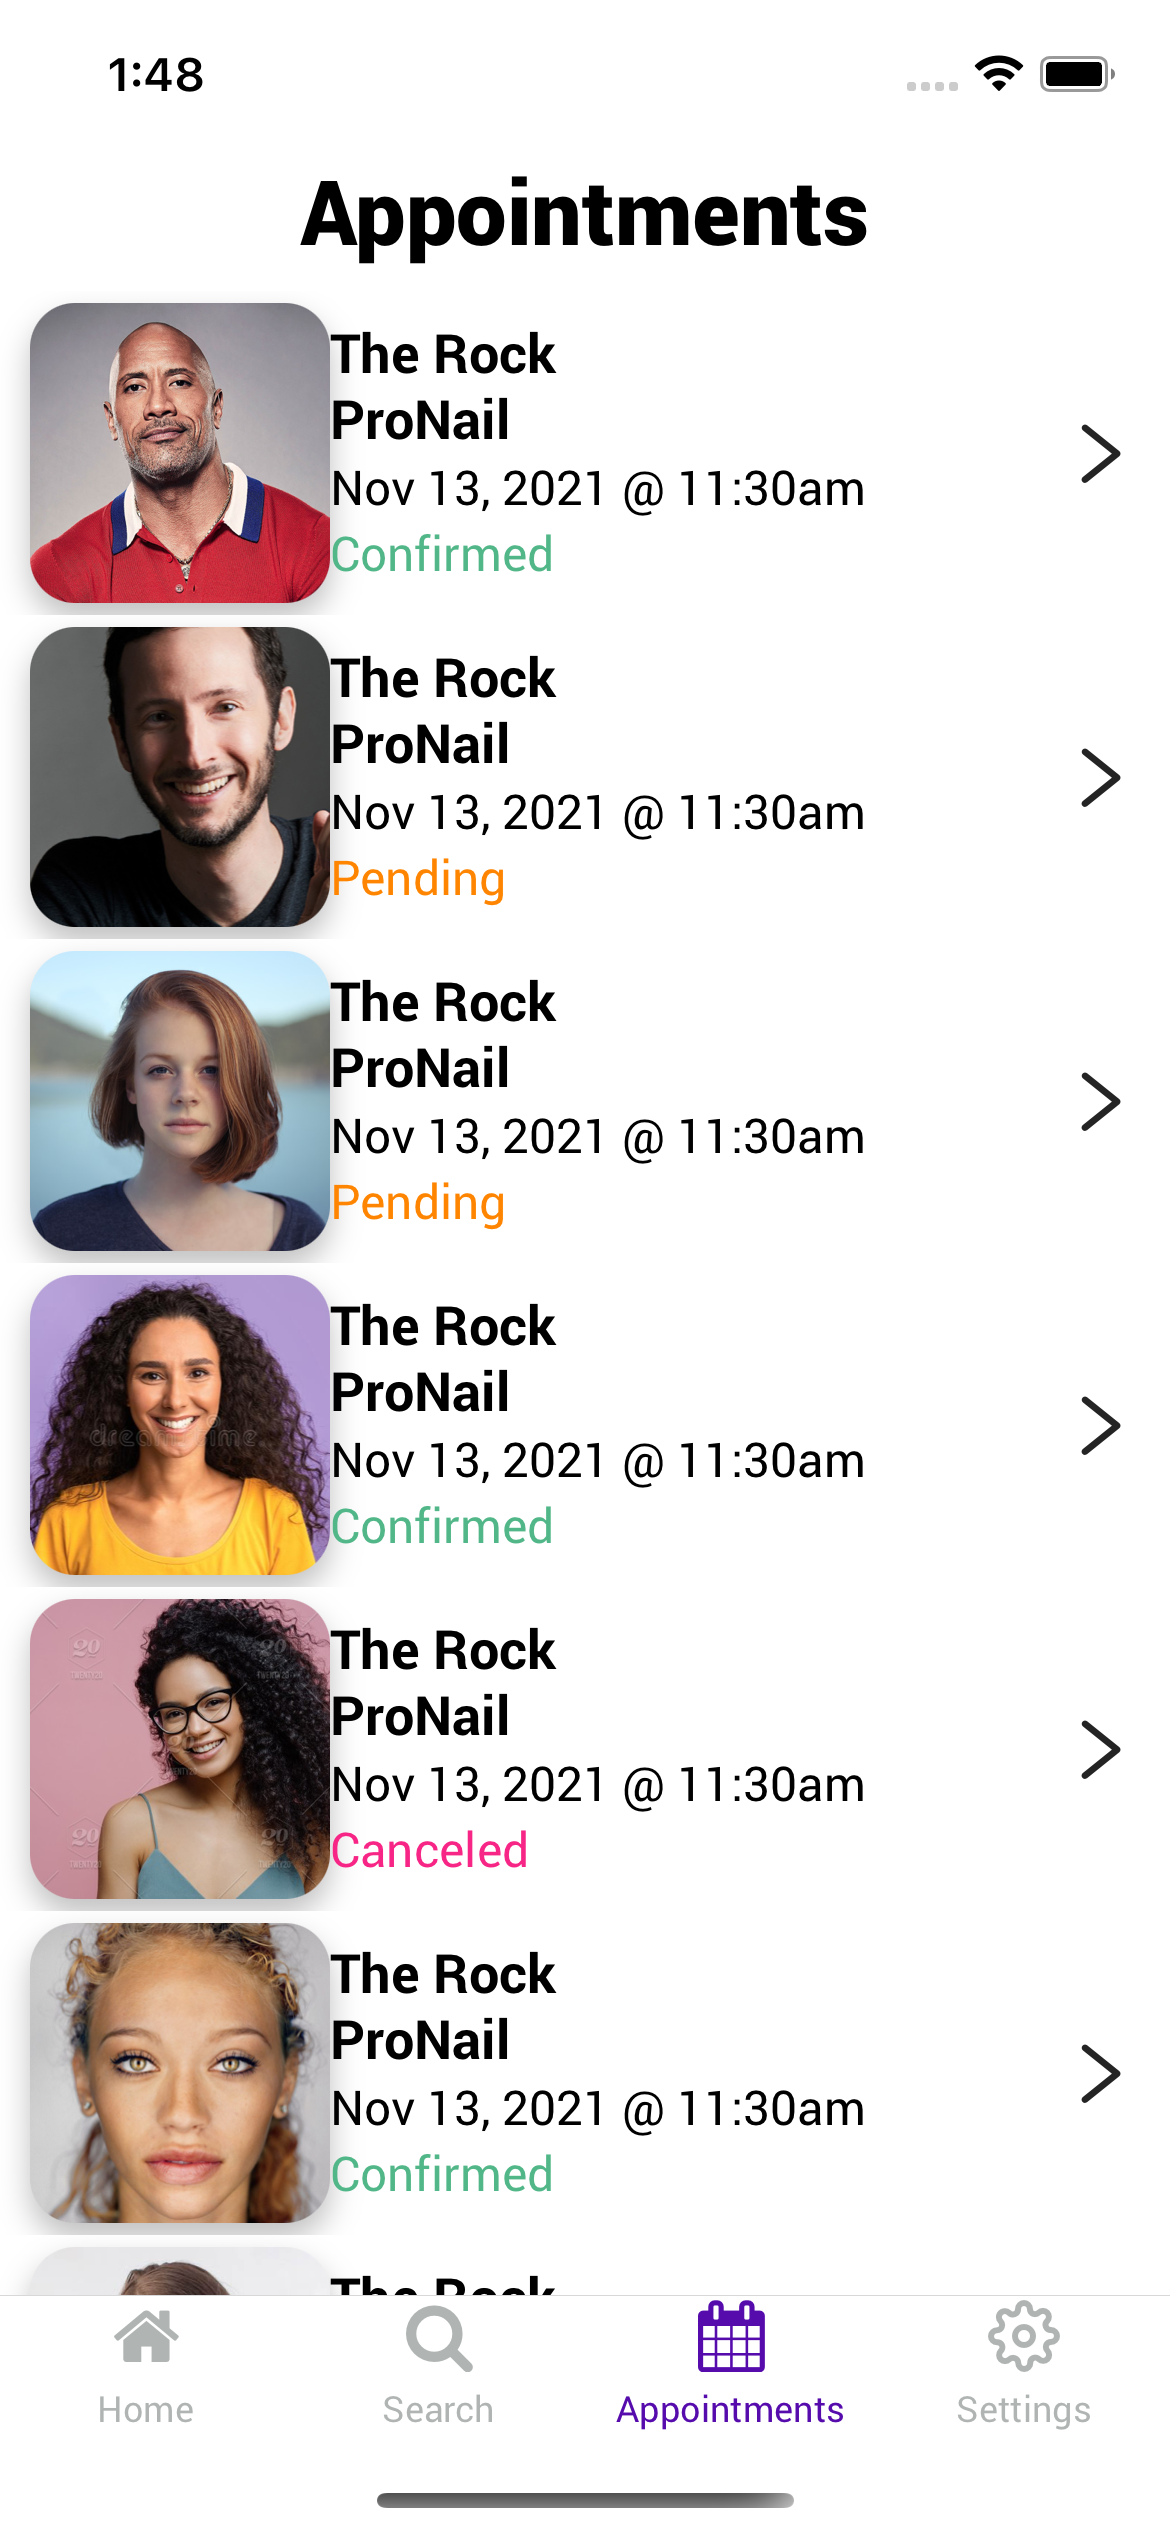 1:48
Appointments
The Rock
ProNail
Nov 13, 2021 @ 11:30am
Confirmed
The Rock
ProNail
Nov 13, 2021 @ 11:30am
Pending
The Rock
ProNail
Nov 13, 2021 @ 11:30am
Pending
The Rock
ProNail
Nov 13, 2021 @ 11:30am
Confirmed
The Rock
ProNail
Nov 13, 2021 @ 11:30am
Canceled
The Rock
ProNail
Nov 13, 2021 @ 11:30am
Confirmed
The Rock
Home
Search
Appointments
Settings